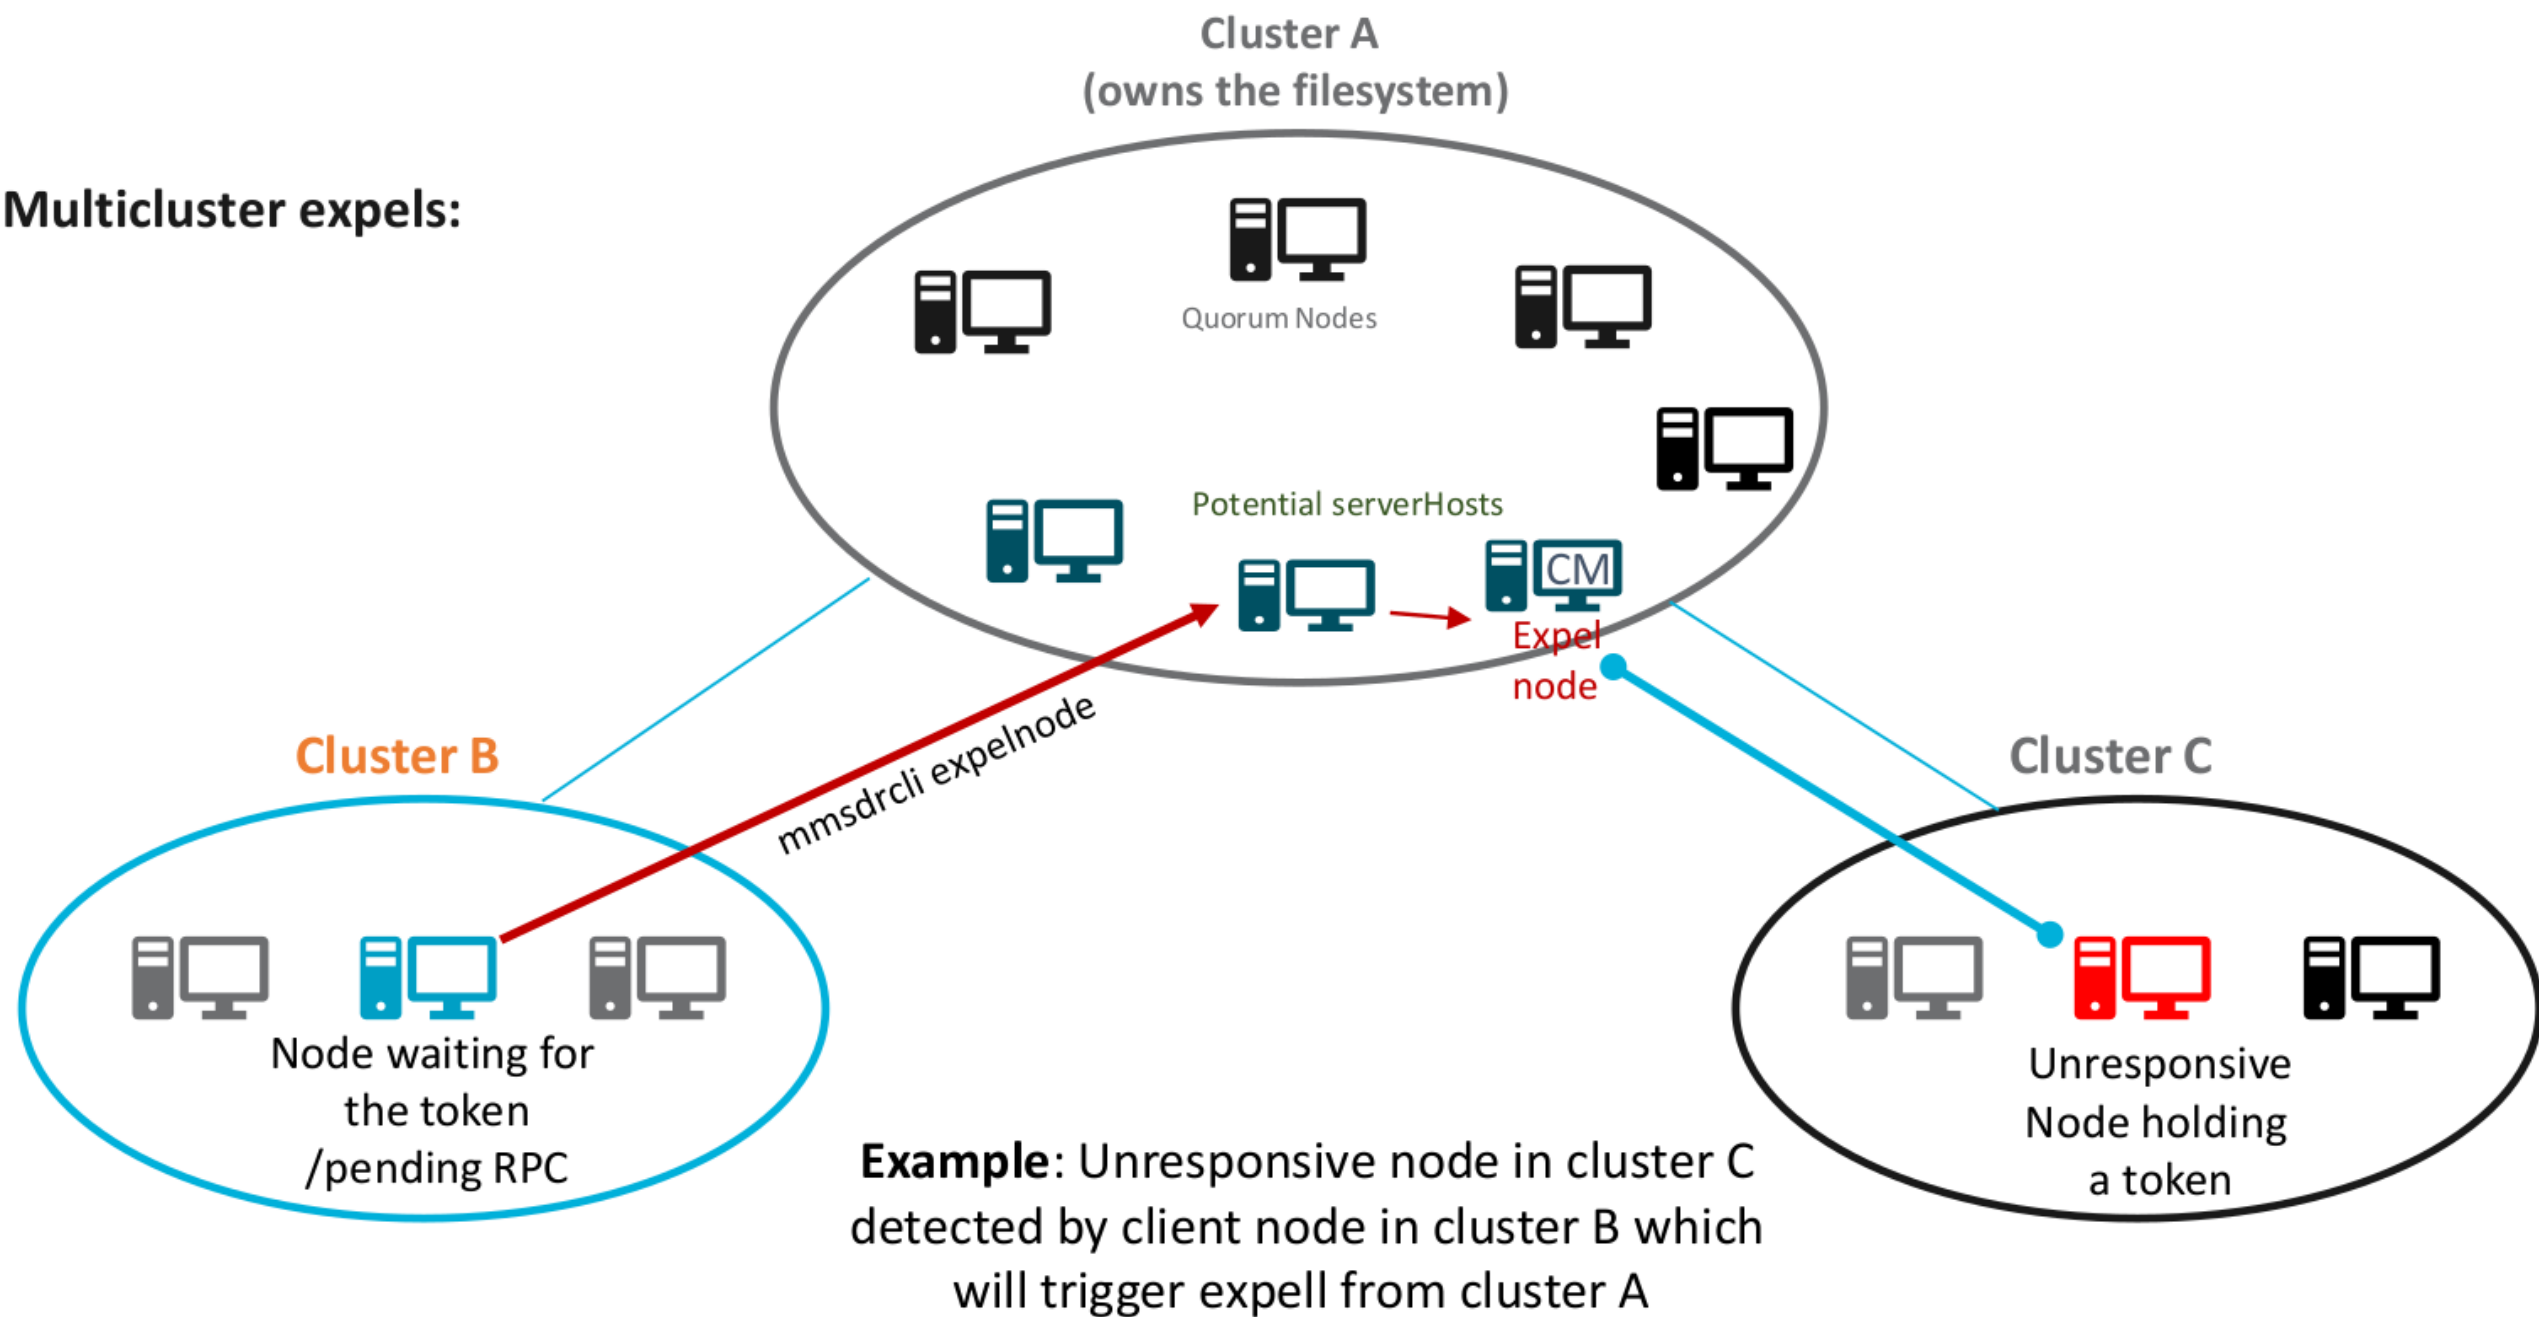 Cluster A
(owns the filesystem)
Multicluster expels:
Quorum Nodes
Potential serverHosts
CM
Expel
node
mmsdrcli expelnode
Cluster B
Cluster C
Node waiting for
the token
/pending RPC
Unresponsive
Node holding
a token
Example: Unresponsive node in cluster C
detected by client node in cluster B which
will trigger expell from cluster A